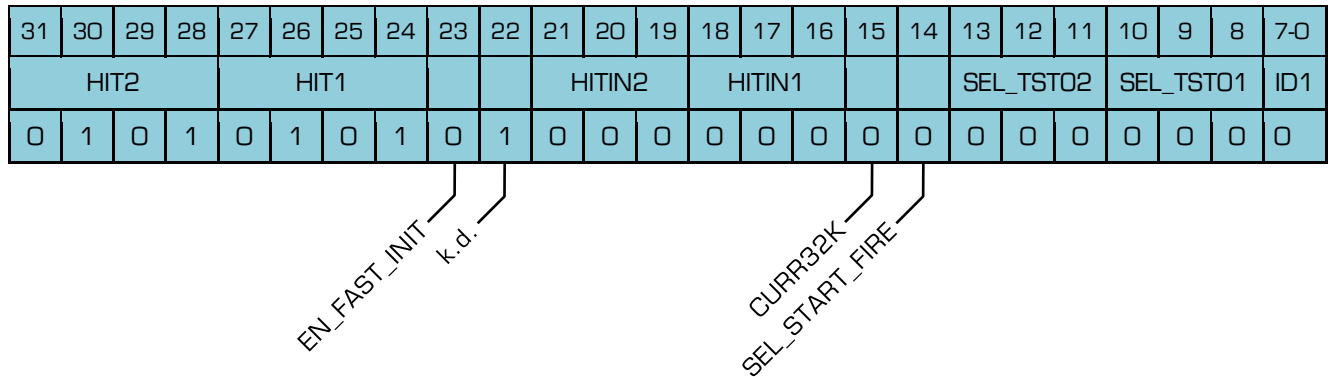 31 30 29 28 27 26 25 24 23 22 21 20 19 18 17 16 15 14 13 12 11 10 9 8 7-0
HIT2 HIT1 HITIN2 HITIN1 SEL_TSTO2 SEL_TSTO1 ID1
0 1 0 1 0 1 0 1 0 1 0 0 0 0 0 0 0 0 0 0 0 0 0 0 0
EN_FAST_INIT
k.d.
CURR32K
SEL_START_FIRE